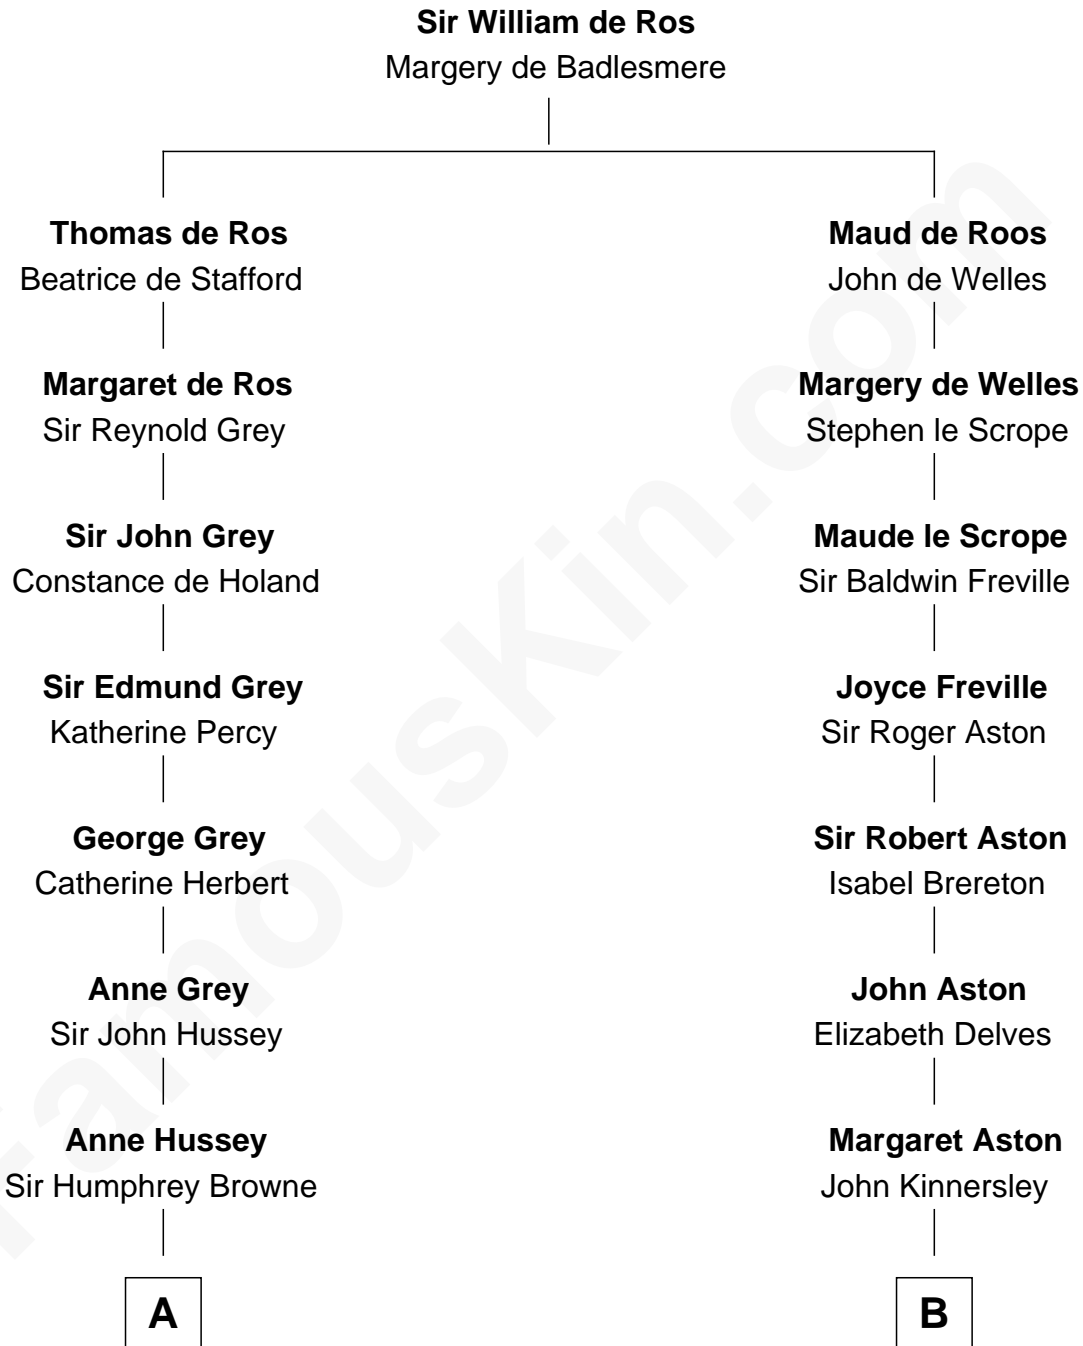 Sir William de Ros
Margery de Badlesmere
Thomas de Ros
Beatrice de Stafford
Margaret de Ros
Sir Reynold Grey
Sir John Grey
Constance de Holand
Sir Edmund Grey
Katherine Percy
George Grey
Catherine Herbert
Anne Grey
Sir John Hussey
Anne Hussey
Sir Humphrey Browne
A
Maud de Roos
John de Welles
Margery de Welles
Stephen le Scrope
Maude le Scrope
Sir Baldwin Freville
Joyce Freville
Sir Roger Aston
Sir Robert Aston
Isabel Brereton
John Aston
Elizabeth Delves
Margaret Aston
John Kinnersley
B
FamousKin.com